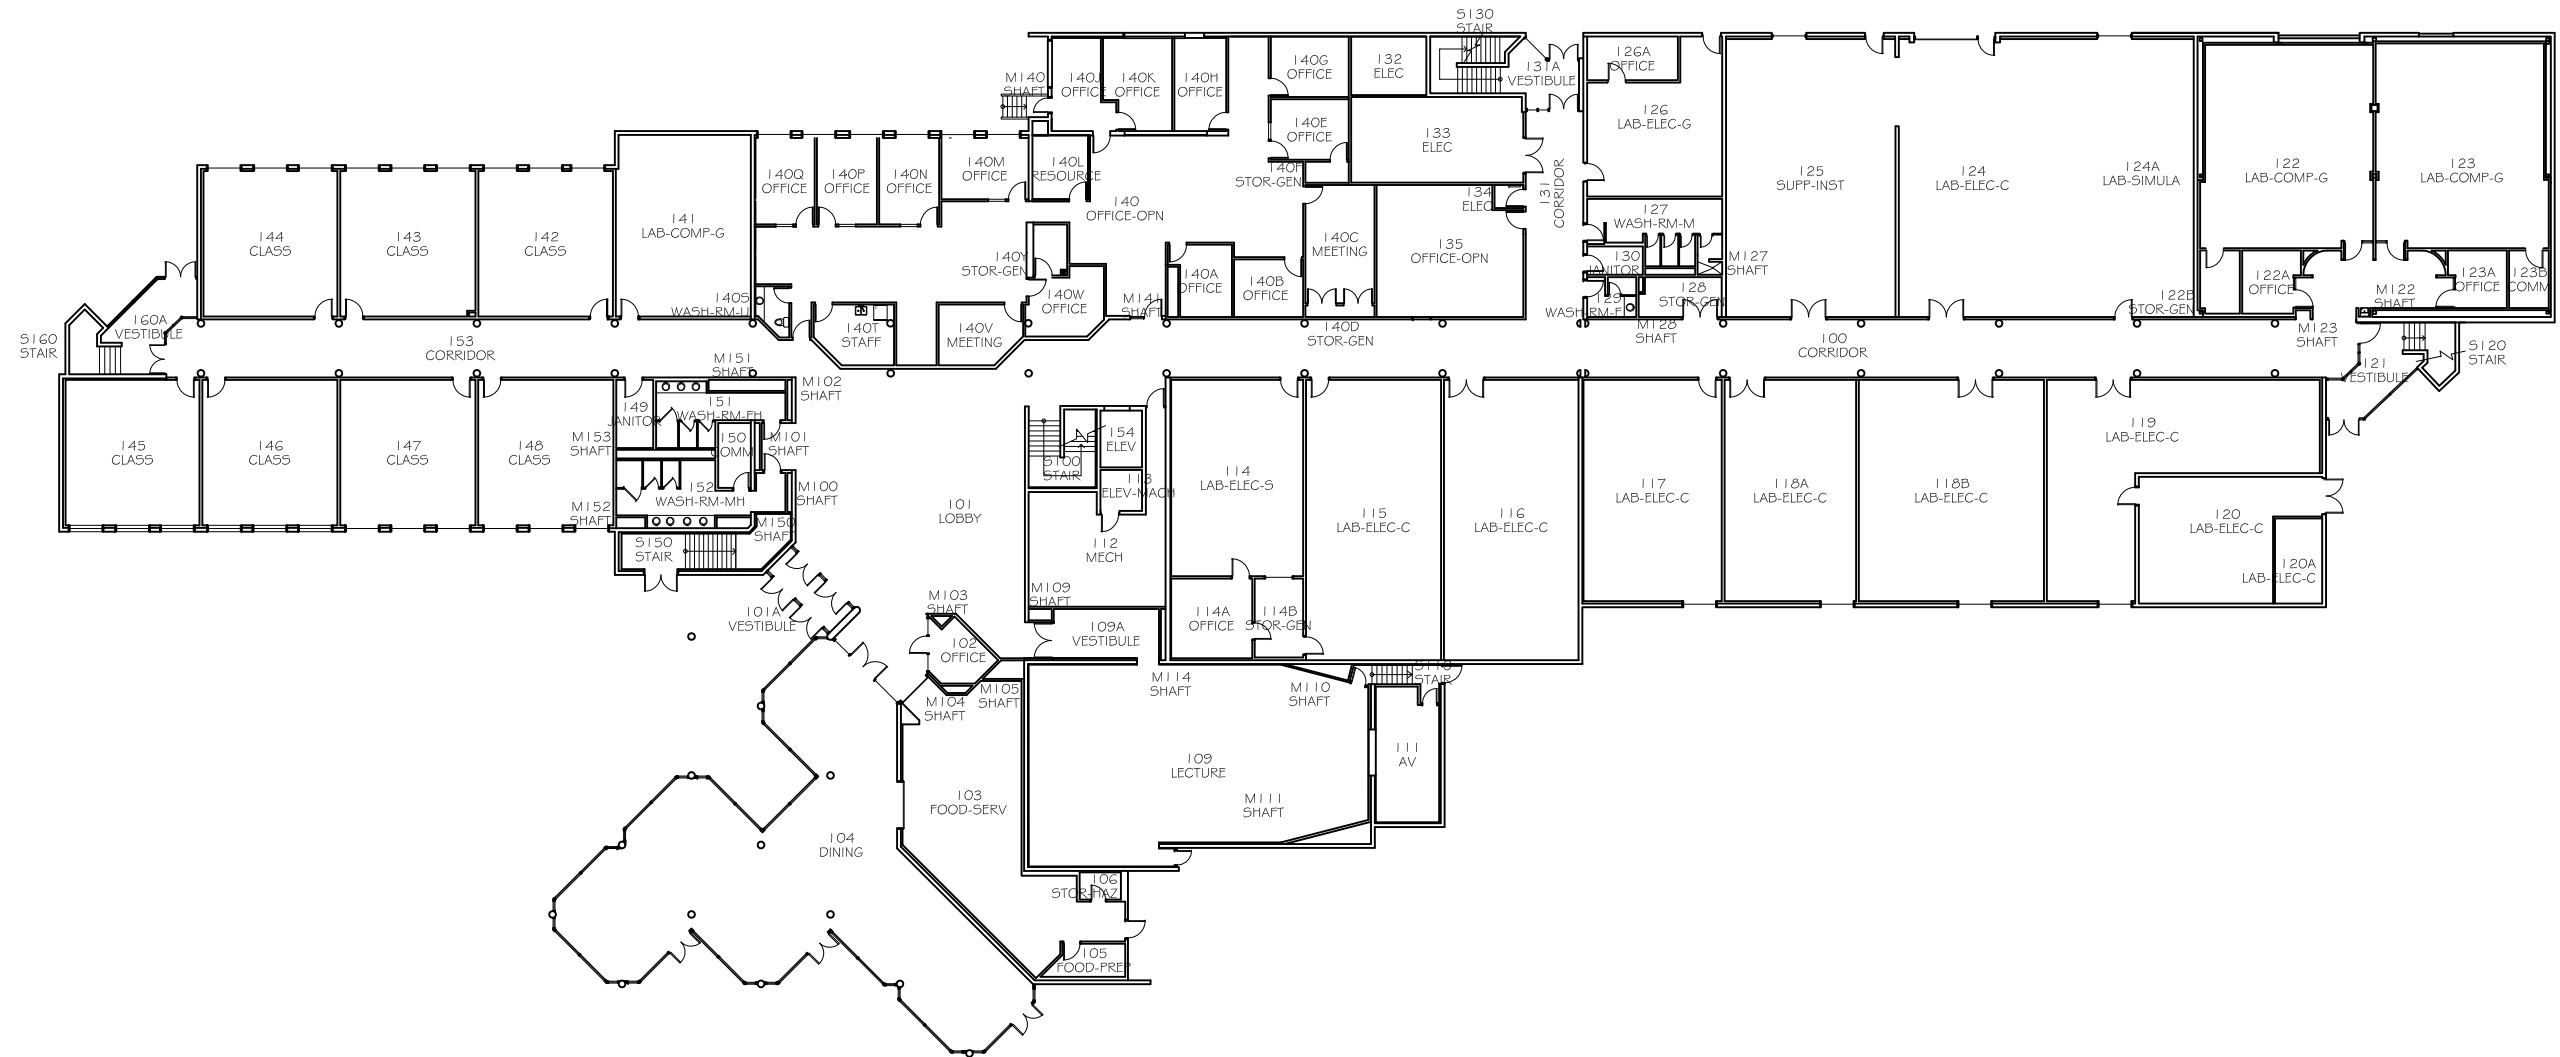 S130
STAIR
126A
OFFICE
140G
OFFICE
132
ELEC
131A
VESTIBULE
M140
SHAFT
140J
OFFICE
140K
OFFICE
140H
OFFICE
126
LAB-ELEC-G
140E
OFFICE
133
ELEC
140Q
OFFICE
140P
OFFICE
140N
OFFICE
140M
OFFICE
140L
RESOURCE
140F
STOR-GEN
125
SUPP-INST
124
LAB-ELEC-C
124A
LAB-SIMULA
122
LAB-COMP-G
123
LAB-COMP-G
134
ELEC
131
CORRIDOR
140
OFFICE-OPN
141
LAB-COMP-G
127
WASH-RM-M
144
CLASS
143
CLASS
142
CLASS
140C
MEETING
135
OFFICE-OPN
140Y
STOR-GEN
130
JANITOR
M127
SHAFT
140A
OFFICE
140B
OFFICE
122A
OFFICE
123A
OFFICE
123B
COMM
140S
WASH-RM-U
140W
OFFICE
M141
SHAFT
129
WASH-RM-F
128
STOR-GEN
122B
STOR-GEN
M122
SHAFT
160A
VESTIBULE
140T
STAFF
140V
MEETING
140D
STOR-GEN
M128
SHAFT
M123
SHAFT
S160
STAIR
153
CORRIDOR
100
CORRIDOR
S120
STAIR
121
VESTIBULE
M151
SHAFT
M102
SHAFT
149
JANITOR
151
WASH-RM-FH
145
CLASS
146
CLASS
147
CLASS
148
CLASS
M153
SHAFT
150
COMM
M101
SHAFT
154
ELEV
119
LAB-ELEC-C
S100
STAIR
113
ELEV-MACH
114
LAB-ELEC-S
117
LAB-ELEC-C
118A
LAB-ELEC-C
118B
LAB-ELEC-C
152
WASH-RM-MH
M100
SHAFT
M152
SHAFT
M150
SHAFT
101
LOBBY
115
LAB-ELEC-C
116
LAB-ELEC-C
120
LAB-ELEC-C
S150
STAIR
112
MECH
120A
LAB-ELEC-C
M109
SHAFT
M103
SHAFT
101A
VESTIBULE
109A
VESTIBULE
114A
OFFICE
114B
STOR-GEN
102
OFFICE
M105
SHAFT
M104
SHAFT
M114
SHAFT
M110
SHAFT
S110
STAIR
111
AV
109
LECTURE
M111
SHAFT
103
FOOD-SERV
104
DINING
106
STOR-HAZ
105
FOOD-PREP